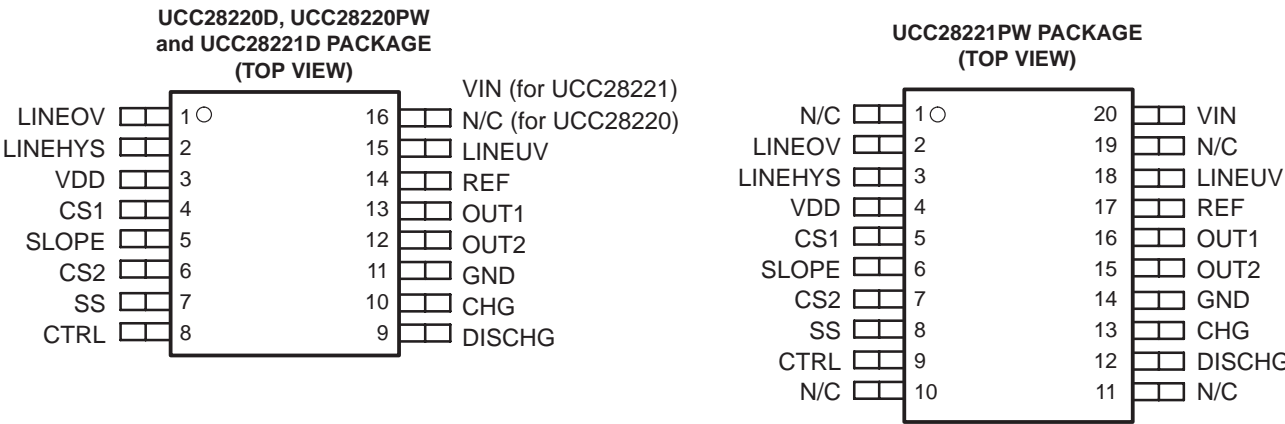 UCC28220D, UCC28220PW
and UCC28221D PACKAGE
(TOP VIEW)
VIN (for UCC28221)
LINEOV 1 16 N/C (for UCC28220)
LINEHYS 2 15 LINEUV
VDD 3 14 REF
CS1 4 13 OUT1
SLOPE 5 12 OUT2
CS2 6 11 GND
SS 7 10 CHG
CTRL 8 9 DISCHG
UCC28221PW PACKAGE
(TOP VIEW)
N/C 1 20 VIN
LINEOV 2 19 N/C
LINEHYS 3 18 LINEUV
VDD 4 17 REF
CS1 5 16 OUT1
SLOPE 6 15 OUT2
CS2 7 14 GND
SS 8 13 CHG
CTRL 9 12 DISCHG
N/C 10 11 N/C